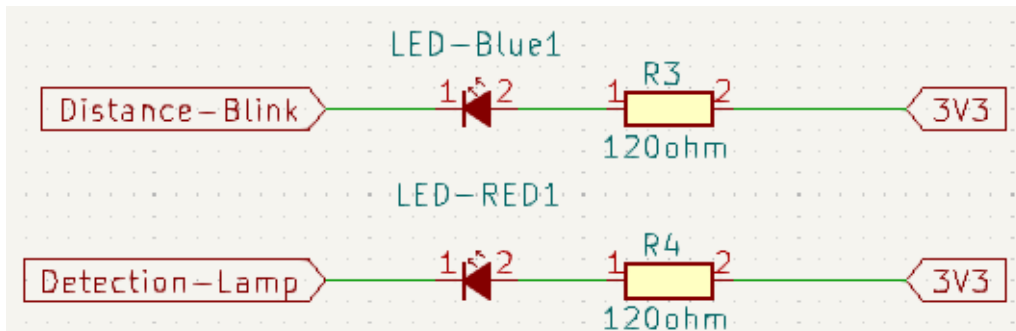 LED-Blue1
Distance-Blink 1 2 1 R3 2 3V3
120ohm
LED-RED1
Detection-Lamp 1 2 1 R4 2 3V3
120ohm